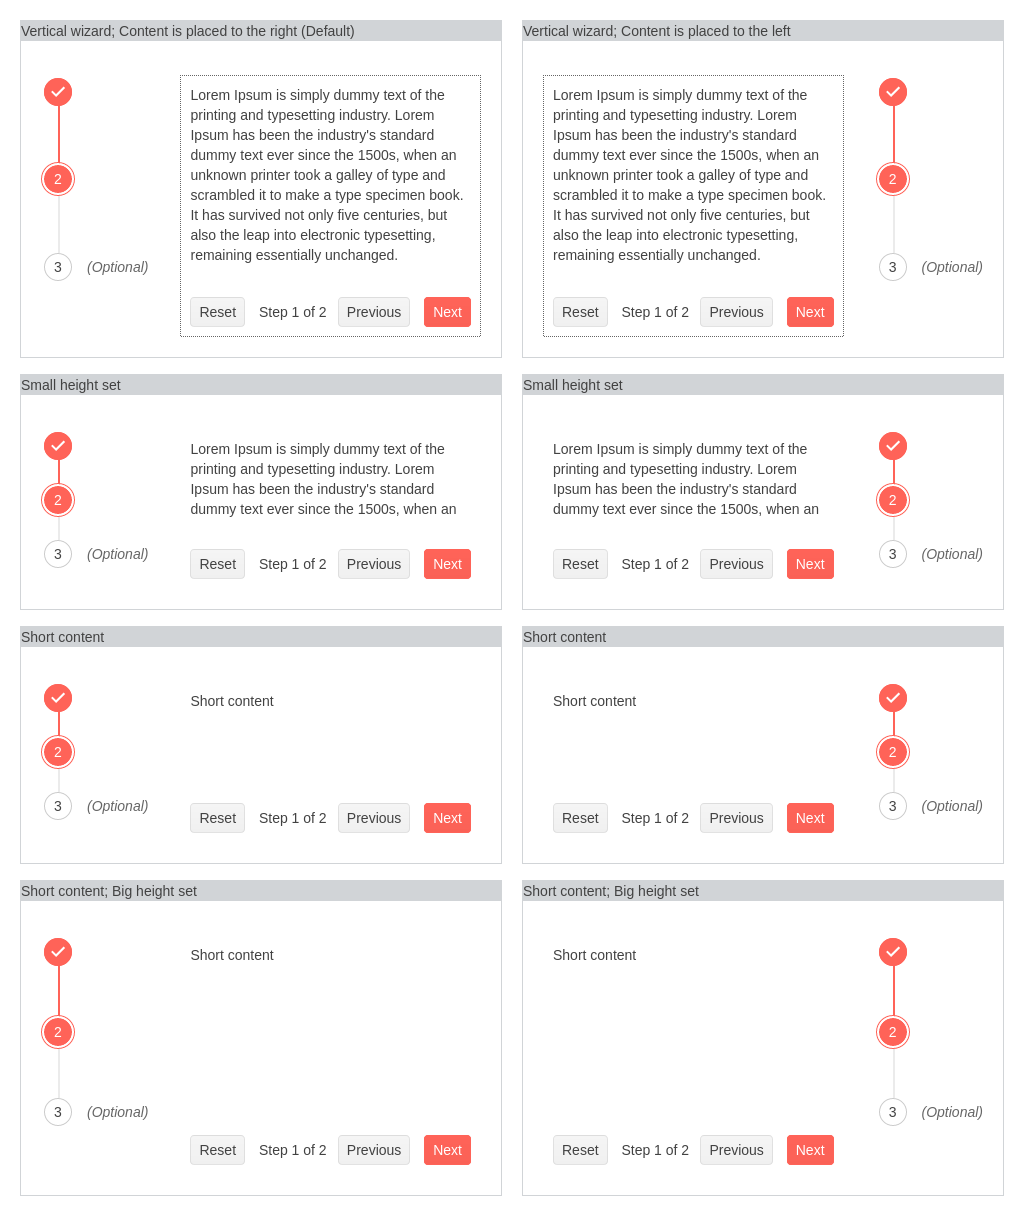 Vertical wizard; Content is placed to the right (Default)
2
3 (Optional)
Lorem Ipsum is simply dummy text of the
printing and typesetting industry. Lorem
Ipsum has been the industry's standard
dummy text ever since the 1500s, when an
unknown printer took a galley of type and
scrambled it to make a type specimen book.
It has survived not only five centuries, but
also the leap into electronic typesetting,
remaining essentially unchanged.
Reset Step 1 of 2 Previous Next
Vertical wizard; Content is placed to the left
Lorem Ipsum is simply dummy text of the
printing and typesetting industry. Lorem
Ipsum has been the industry's standard
dummy text ever since the 1500s, when an
unknown printer took a galley of type and
scrambled it to make a type specimen book.
It has survived not only five centuries, but
also the leap into electronic typesetting,
remaining essentially unchanged.
Reset Step 1 of 2 Previous Next
2
3 (Optional)
Small height set
2
3 (Optional)
Lorem Ipsum is simply dummy text of the
printing and typesetting industry. Lorem
Ipsum has been the industry's standard
dummy text ever since the 1500s, when an
Reset Step 1 of 2 Previous Next
Small height set
Lorem Ipsum is simply dummy text of the
printing and typesetting industry. Lorem
Ipsum has been the industry's standard
dummy text ever since the 1500s, when an
Reset Step 1 of 2 Previous Next
2
3 (Optional)
Short content
2
3 (Optional)
Short content
Reset Step 1 of 2 Previous Next
Short content
Short content
Reset Step 1 of 2 Previous Next
2
3 (Optional)
Short content; Big height set
2
3 (Optional)
Short content
Reset Step 1 of 2 Previous Next
Short content; Big height set
Short content
Reset Step 1 of 2 Previous Next
2
3 (Optional)